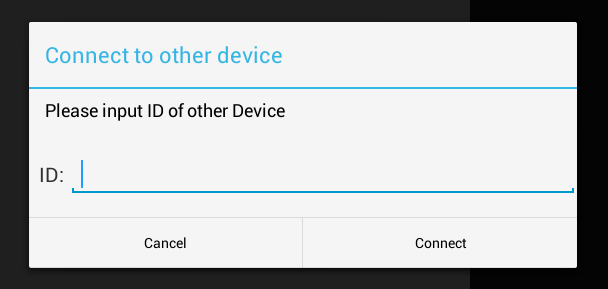 Connect to other device
Please input ID of other Device
ID:
Cancel
Connect